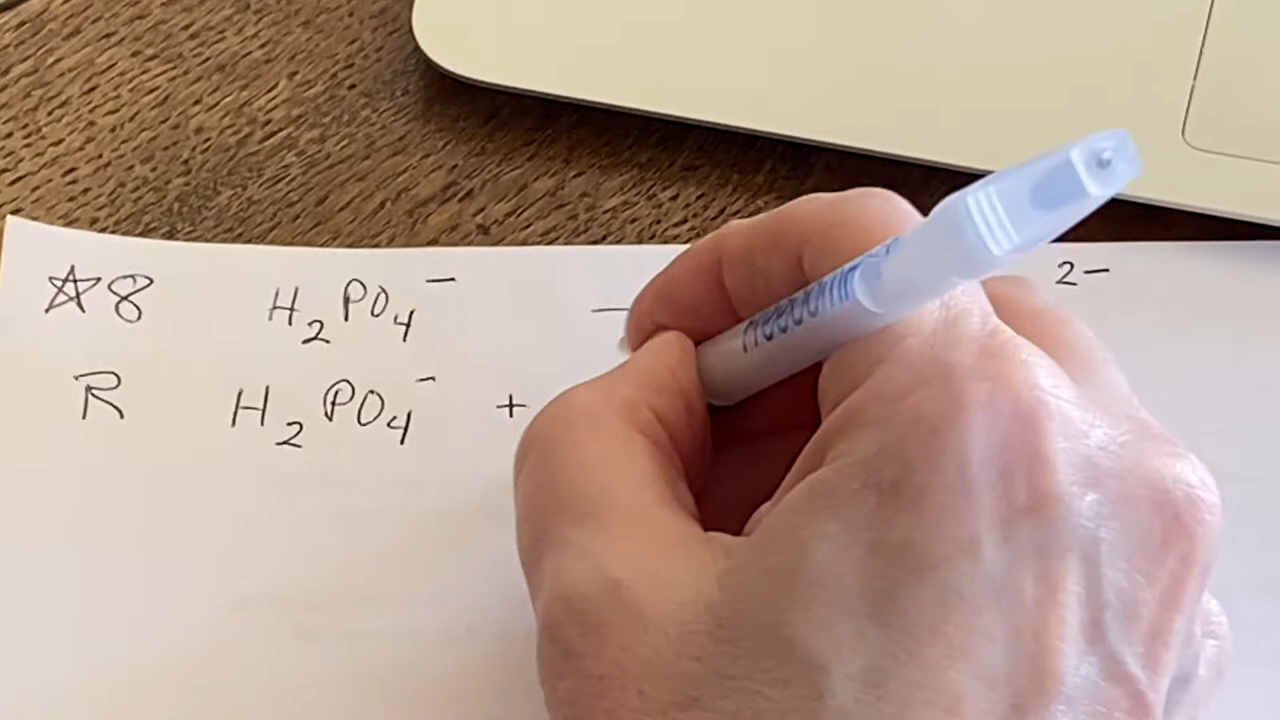 ☆8 H₂PO₄⁻ — 2-
R H₂PO₄⁻ +